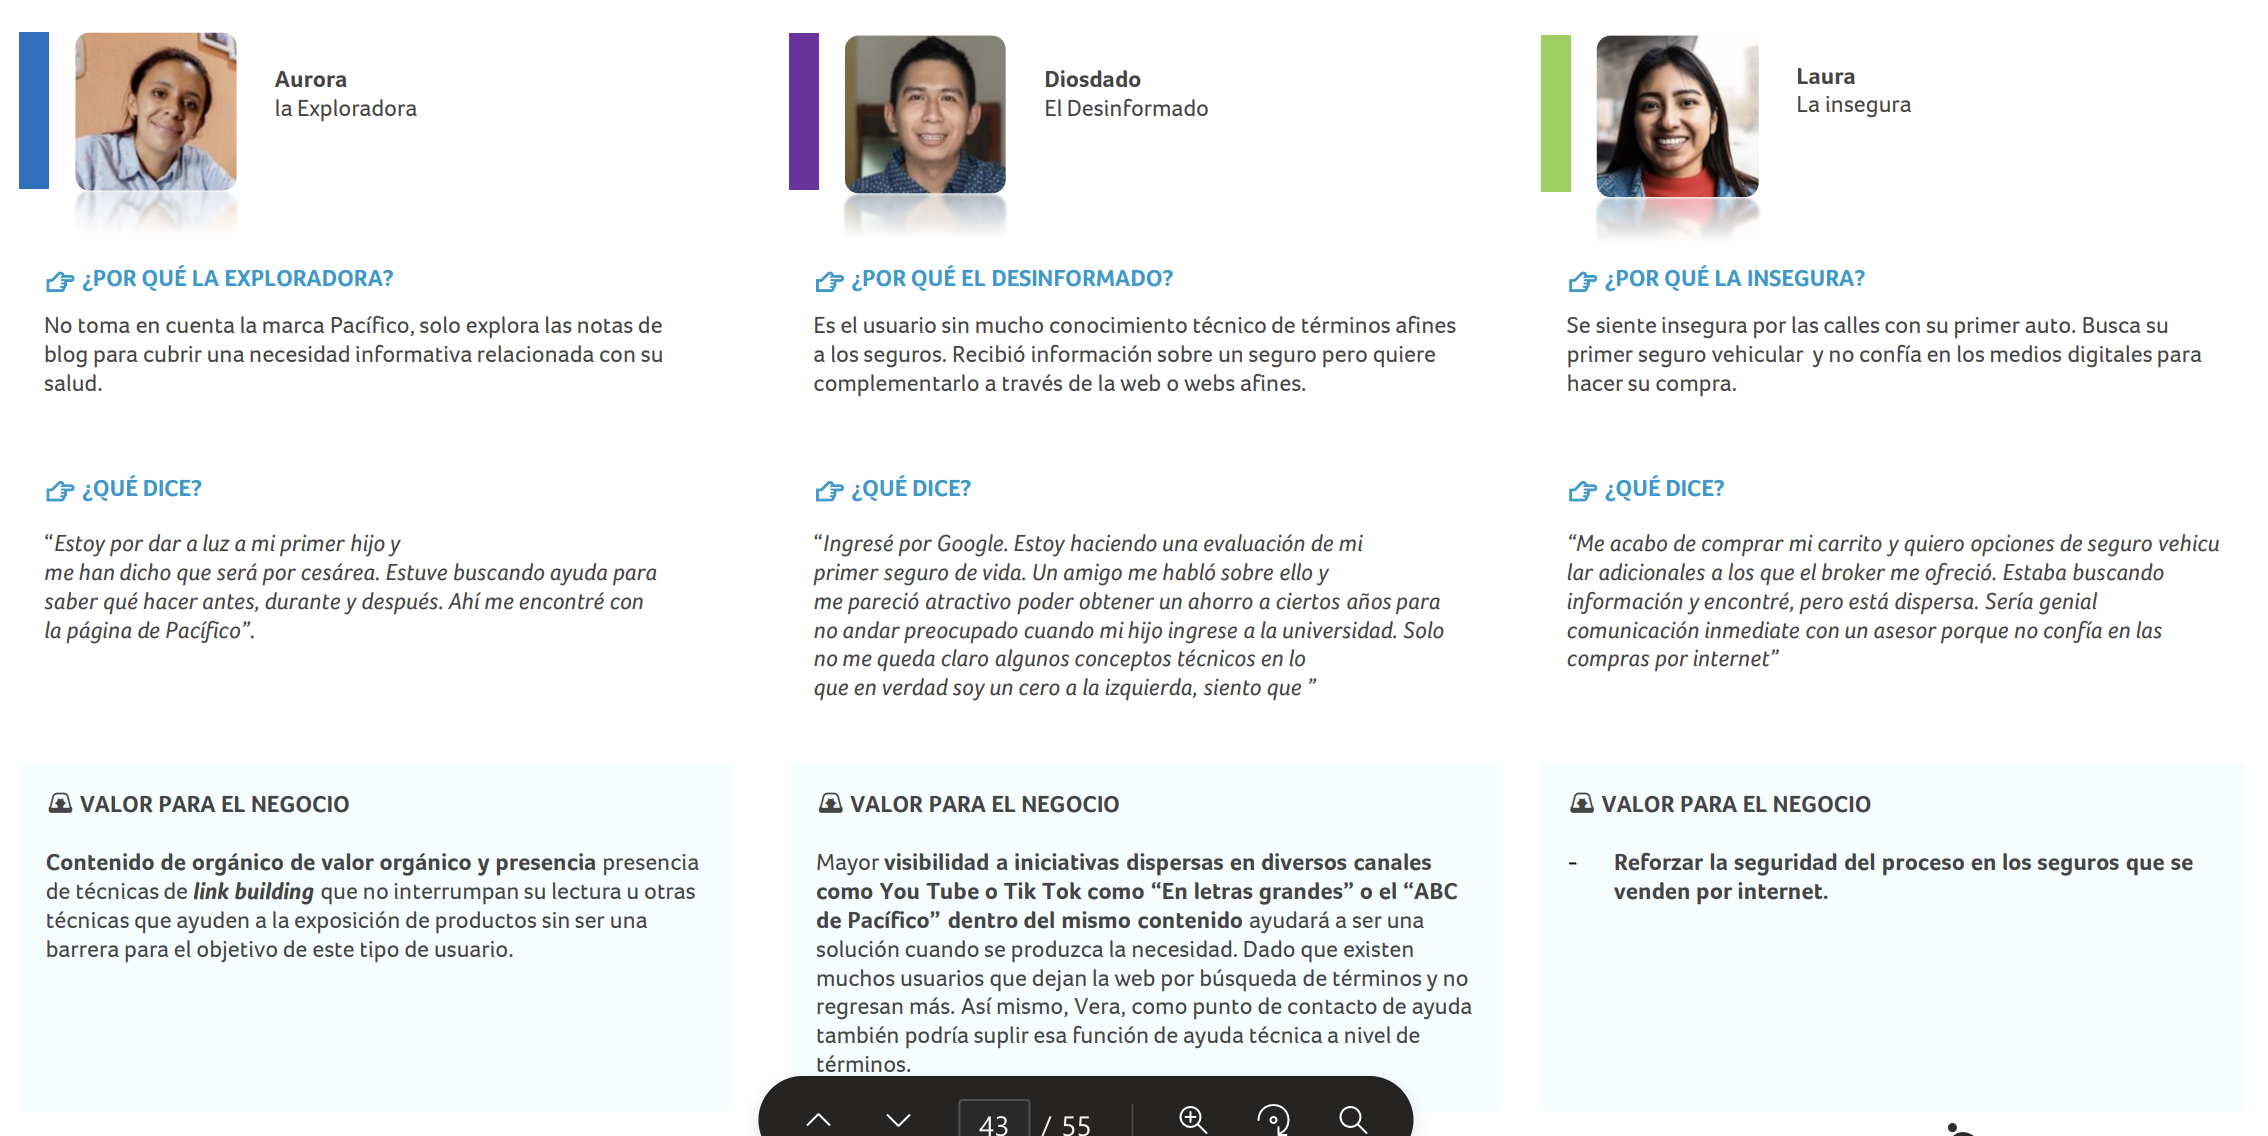 Aurora
la Exploradora
¿POR QUÉ LA EXPLORADORA?
No toma en cuenta la marca Pacífico, solo explora las notas de
blog para cubrir una necesidad informativa relacionada con su
salud.
¿QUÉ DICE?
“Estoy por dar a luz a mi primer hijo y
me han dicho que será por cesárea. Estuve buscando ayuda para
saber qué hacer antes, durante y después. Ahí me encontré con
la página de Pacífico”.
VALOR PARA EL NEGOCIO
Contenido de orgánico de valor orgánico y presencia presencia
de técnicas de link building que no interrumpan su lectura u otras
técnicas que ayuden a la exposición de productos sin ser una
barrera para el objetivo de este tipo de usuario.
Diosdado
El Desinformado
¿POR QUÉ EL DESINFORMADO?
Es el usuario sin mucho conocimiento técnico de términos afines
a los seguros. Recibió información sobre un seguro pero quiere
complementarlo a través de la web o webs afines.
¿QUÉ DICE?
“Ingresé por Google. Estoy haciendo una evaluación de mi
primer seguro de vida. Un amigo me habló sobre ello y
me pareció atractivo poder obtener un ahorro a ciertos años para
no andar preocupado cuando mi hijo ingrese a la universidad. Solo
no me queda claro algunos conceptos técnicos en lo
que en verdad soy un cero a la izquierda, siento que ”
VALOR PARA EL NEGOCIO
Mayor visibilidad a iniciativas dispersas en diversos canales
como You Tube o Tik Tok como “En letras grandes” o el “ABC
de Pacífico” dentro del mismo contenido ayudará a ser una
solución cuando se produzca la necesidad. Dado que existen
muchos usuarios que dejan la web por búsqueda de términos y no
regresan más. Así mismo, Vera, como punto de contacto de ayuda
también podría suplir esa función de ayuda técnica a nivel de
términos.
Laura
La insegura
¿POR QUÉ LA INSEGURA?
Se siente insegura por las calles con su primer auto. Busca su
primer seguro vehicular y no confía en los medios digitales para
hacer su compra.
¿QUÉ DICE?
“Me acabo de comprar mi carrito y quiero opciones de seguro vehicu
lar adicionales a los que el broker me ofreció. Estaba buscando
información y encontré, pero está dispersa. Sería genial
comunicación inmediate con un asesor porque no confía en las
compras por internet”
VALOR PARA EL NEGOCIO
- Reforzar la seguridad del proceso en los seguros que se
venden por internet.
43 / 55